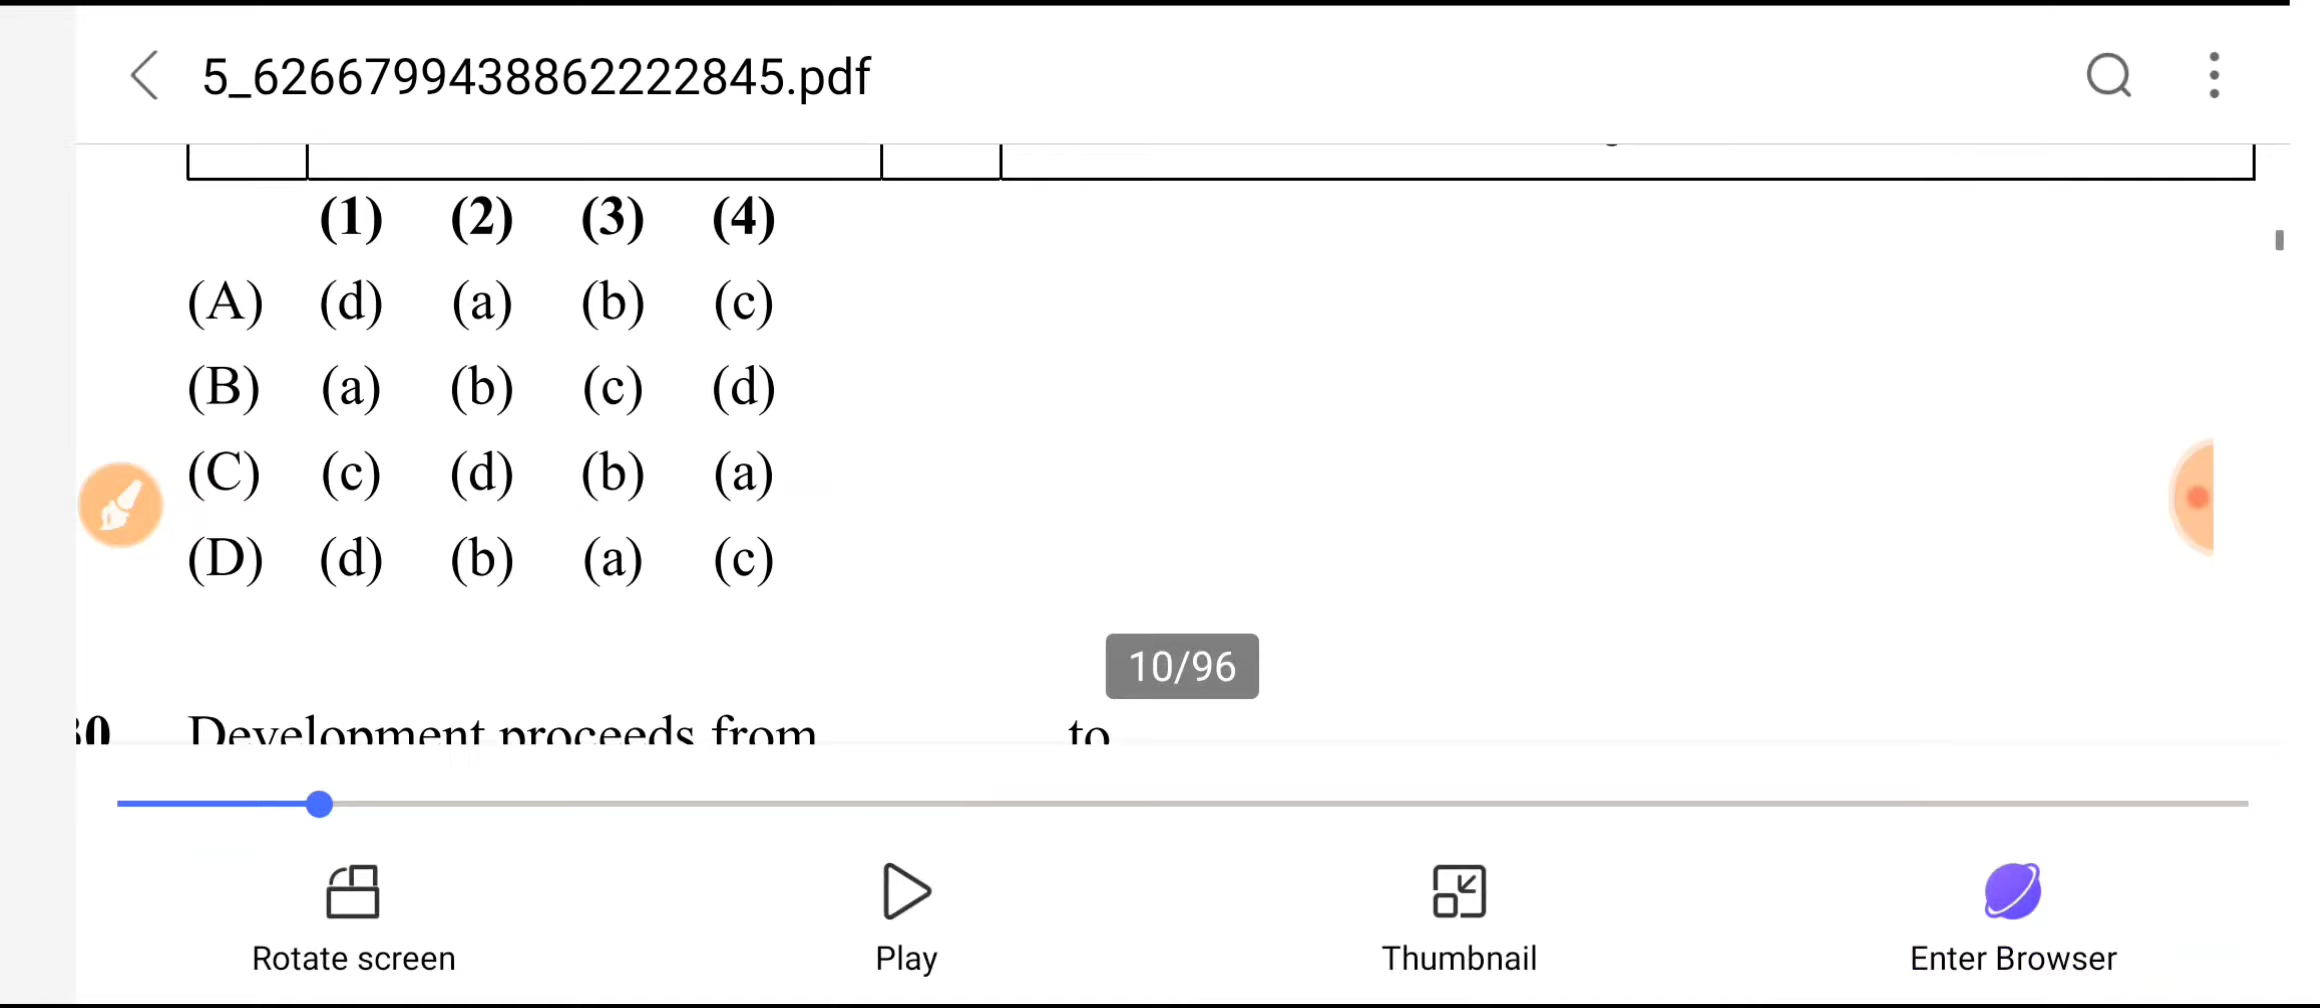 5_6266799438862222845.pdf
(1) (2) (3) (4)
(A) (d) (a) (b) (c)
(B) (a) (b) (c) (d)
(C) (c) (d) (b) (a)
(D) (d) (b) (a) (c)
10/96
Development proceeds from to
Rotate screen Play Thumbnail Enter Browser